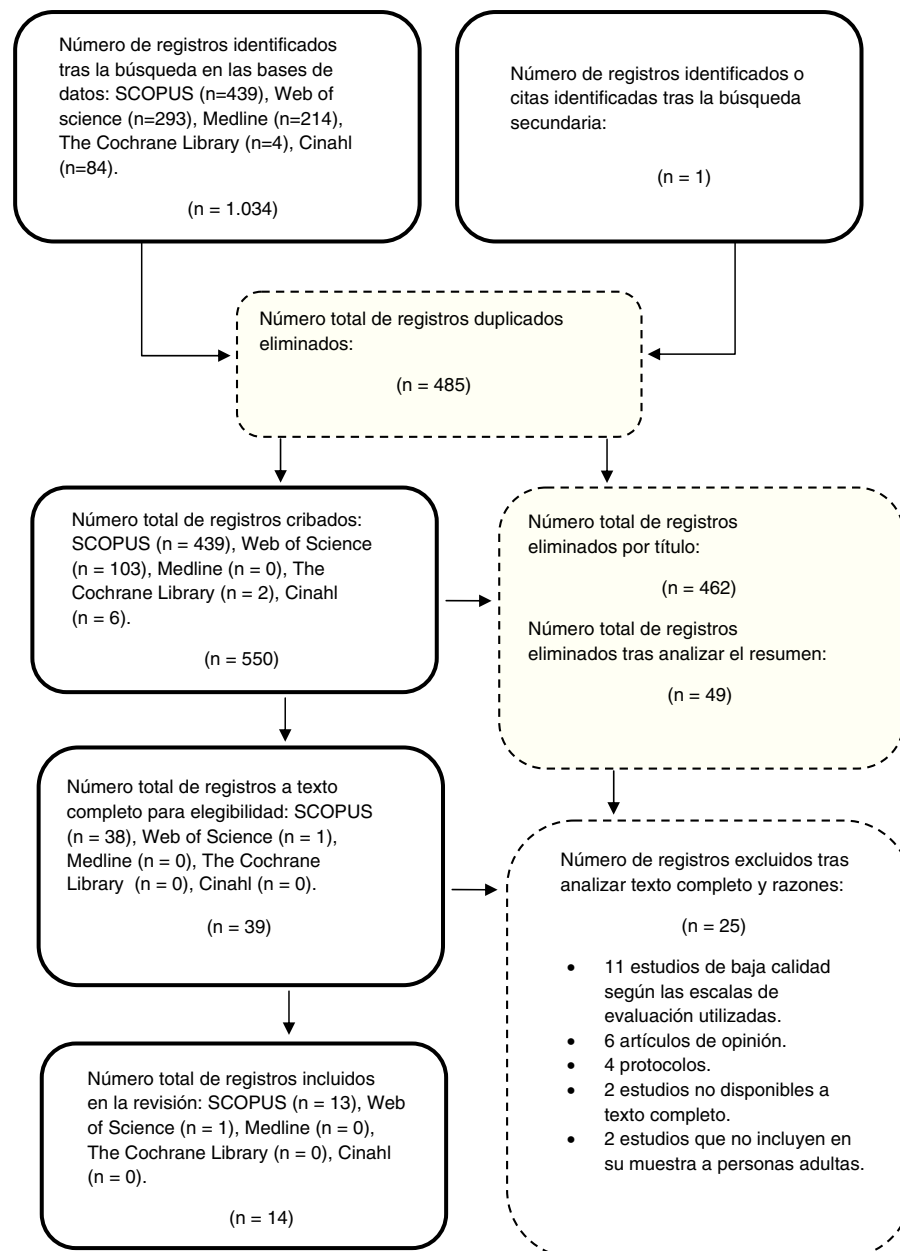 Número de registros identificados
tras la búsqueda en las bases de
datos: SCOPUS (n=439), Web of
science (n=293), Medline (n=214),
The Cochrane Library (n=4), Cinahl
(n=84).
(n = 1.034)
Número de registros identificados o
citas identificadas tras la búsqueda
secundaria:
(n = 1)
Número total de registros duplicados
eliminados:
(n = 485)
Número total de registros cribados:
SCOPUS (n = 439), Web of Science
(n = 103), Medline (n = 0), The
Cochrane Library (n = 2), Cinahl
(n = 6).
(n = 550)
Número total de registros
eliminados por título:
(n = 462)
Número total de registros
eliminados tras analizar el resumen:
(n = 49)
Número total de registros a texto
completo para elegibilidad: SCOPUS
(n = 38), Web of Science (n = 1),
Medline (n = 0), The Cochrane
Library (n = 0), Cinahl (n = 0).
(n = 39)
Número de registros excluidos tras
analizar texto completo y razones:
(n = 25)
• 11 estudios de baja calidad
según las escalas de
evaluación utilizadas.
• 6 artículos de opinión.
• 4 protocolos.
• 2 estudios no disponibles a
texto completo.
• 2 estudios que no incluyen en
su muestra a personas adultas.
Número total de registros incluidos
en la revisión: SCOPUS (n = 13), Web
of Science (n = 1), Medline (n = 0),
The Cochrane Library (n = 0), Cinahl
(n = 0).
(n = 14)